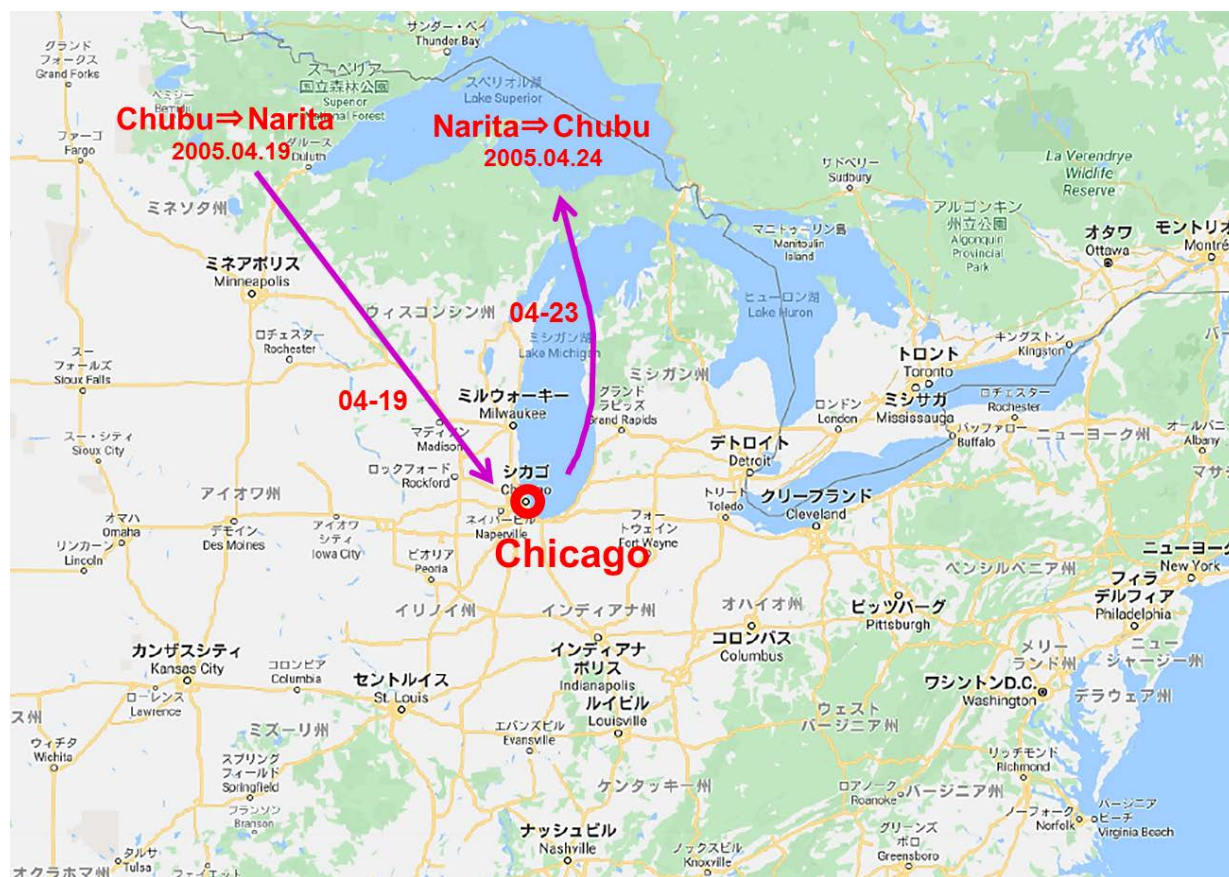 サンダー・ベイ
Thunder Bay
グランド
フォークス
Grand Forks
スペリオル湖
Lake Superior
スーペリア
国立森林公園
Superior
National Forest
Chubu⇒Narita
2005.04.19
Narita⇒Chubu
2005.04.24
ファーゴ
Fargo
ダルース
Duluth
サドベリー
Sudbury
La Verendrye
Wildlife
Reserve
ミネソタ州
アルゴンキン
州立公園
Algonquin
Provincial
Park
マニトゥーリン島
Manitoulin
Island
オタワ
Ottawa
モントリオ
Montre
ミネアポリス
Minneapolis
ウィスコンシン州
04-23
ヒューロン湖
Lake Huron
ロチェスター
Rochester
ミシガン湖
Lake Michigan
キングストン
Kingston
スー
フォールズ
Sioux Falls
ミシガン州
トロント
Toronto
ミシサガ
Mississauga
ロチェスター
Rochester
04-19
ミルウォーキー
Milwaukee
グランド
ラピッズ
Grand Rapids
ロンドン
London
バッファロー
Buffalo
ニューヨーク州
オールバニ
Albany
スー・シティ
Sioux City
マディソン
Madison
デトロイト
Detroit
マサ
ロックフォード
Rockford
シカゴ
Chicago
アイオワ州
トリード
Toledo
クリーブランド
Cleveland
オマハ
Omaha
デモイン
Des Moines
アイオワ
シティ
Iowa City
ネイパービル
Naperville
フォー
トウェイン
Fort Wayne
リンカーン
Lincoln
Chicago
ピオリア
Peoria
ペンシルベニア州
ニューヨーク
New York
イリノイ州
インディアナ州
オハイオ州
ピッツバーグ
Pittsburgh
フィラ
デルフィア
Philadelphia
コロンバス
Columbus
カンザスシティ
Kansas City
コロンビア
Columbia
セントルイス
St. Louis
インディアナ
ポリス
Indianapolis
メリー
ランド州
ニュー
ジャージー州
ローレンス
Lawrence
ワシントンD.C.
Washington
デラウェア州
ス州
ミズーリ州
ルイビル
Louisville
ウェスト
バージニア州
ウィチタ
Wichita
エバンズビル
Evansville
スプリング
フィールド
Springfield
ケンタッキー州
リッチモンド
Richmond
ロアノーク
Roanoke
バージニア州
ブランソン
Branson
ノーフォーク
Norfolk
バージニア
ビーチ
Virginia Beach
ナッシュビル
Nashville
タルサ
Tulsa
ノックスビル
Knoxville
グリーンズ
ボロ
Greensboro
オクラホマ州